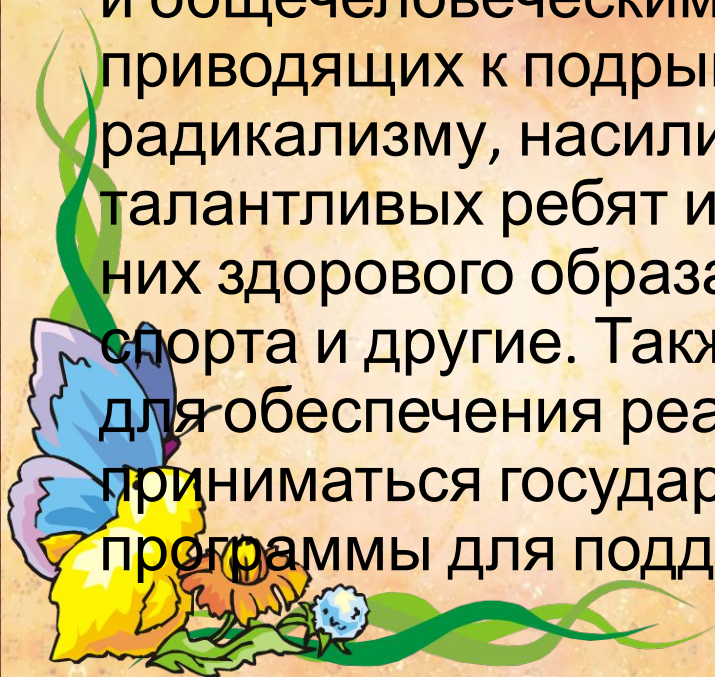 и общечеловеческим
приводящих к подры
радикализму, насили
талантливых ребят и
них здорового образа
спорта и другие. Такж
для обеспечения реа
приниматься государ
программы для подд